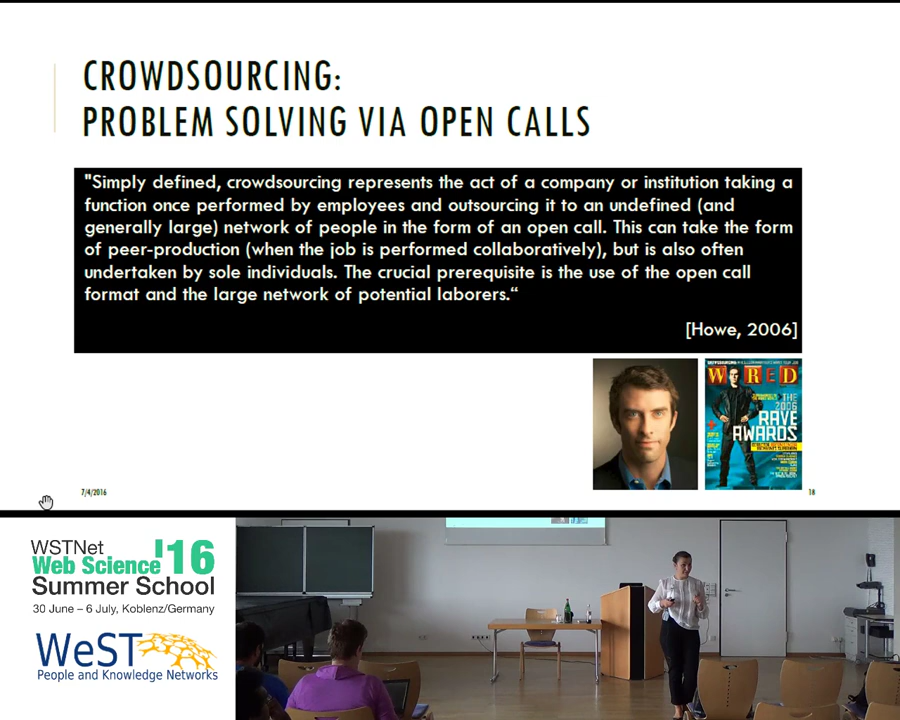 CROWDSOURCING:
PROBLEM SOLVING VIA OPEN CALLS
"Simply defined, crowdsourcing represents the act of a company or institution taking a
function once performed by employees and outsourcing it to an undefined (and
generally large) network of people in the form of an open call. This can take the form
of peer-production (when the job is performed collaboratively), but is also often
undertaken by sole individuals. The crucial prerequisite is the use of the open call
format and the large network of potential laborers.“
[Howe, 2006]
WIRED
THE
2006
RAVE
AWARDS
7/4/2016
38
WSTNet
Web Science '16
Summer School
30 June – 6 July, Koblenz/Germany
WeST
People and Knowledge Networks